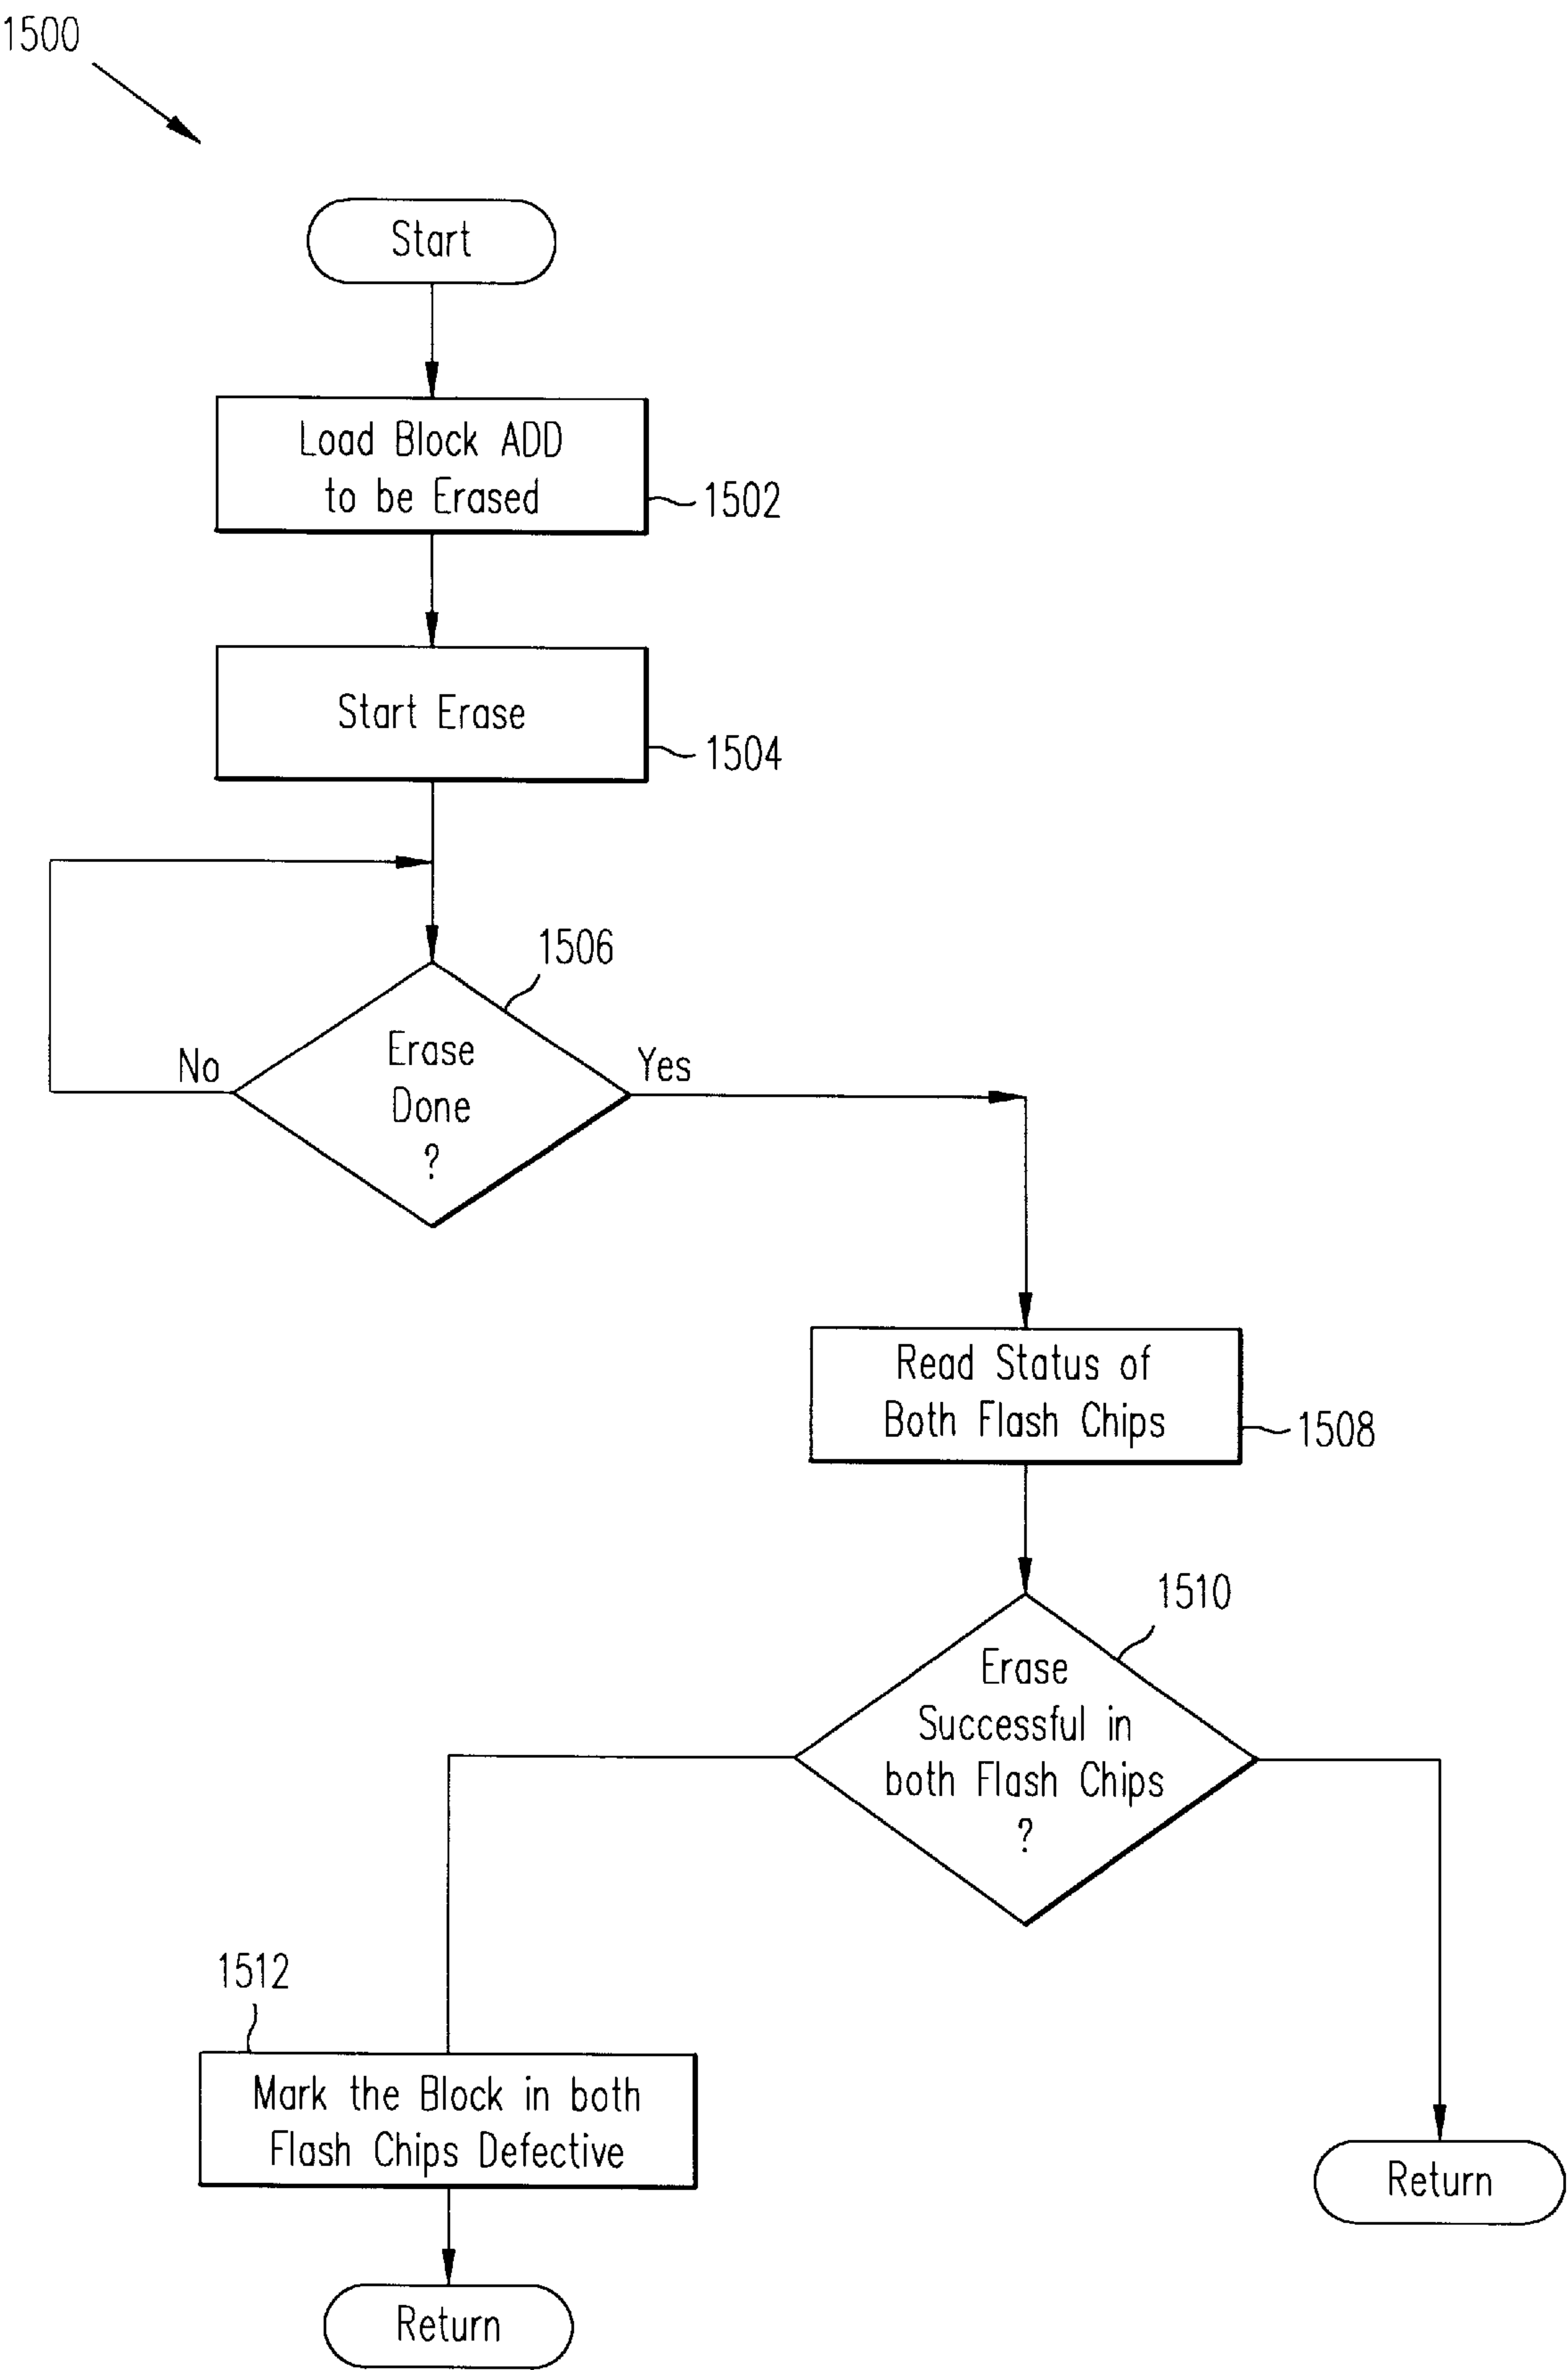 1500
Start
Load Block ADD
to be Erased
1502
Start Erase
1504
1506
Erase
Done
?
No
Yes
Read Status of
Both Flash Chips
1508
1510
Erase
Successful in
both Flash Chips
?
1512
Mark the Block in both
Flash Chips Defective
Return
Return